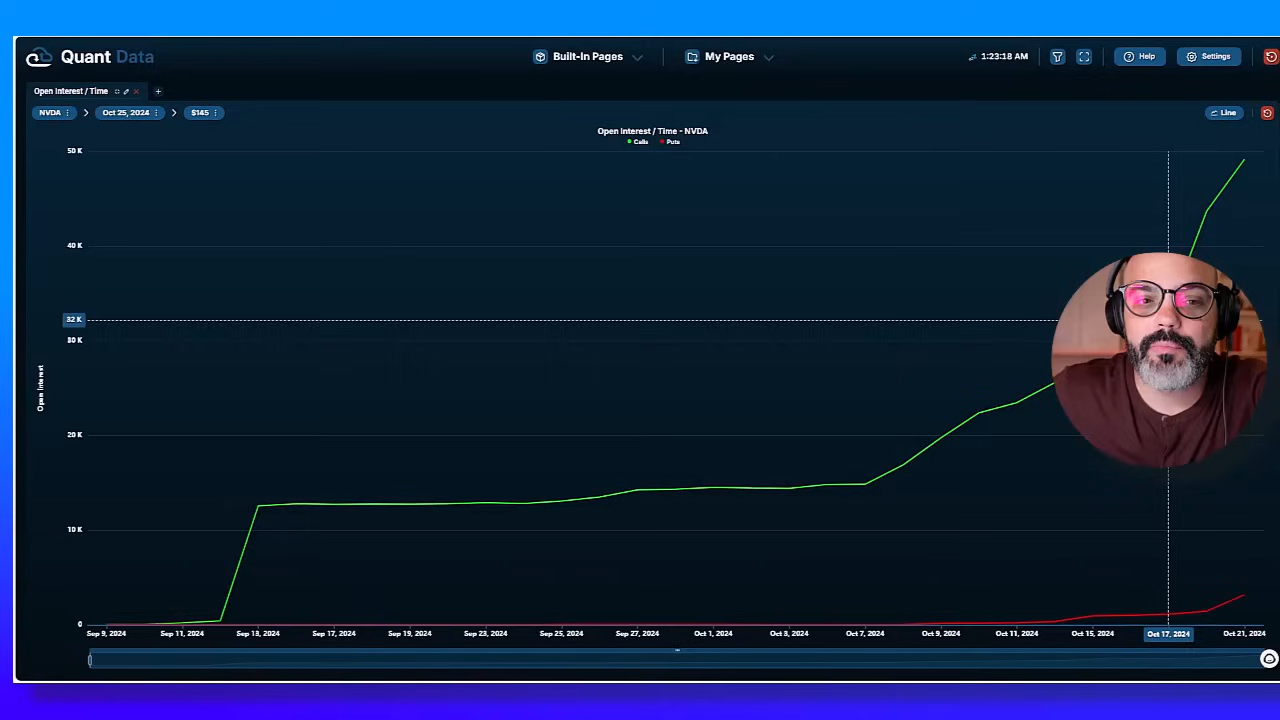 Quant Data
Built-In Pages
My Pages
1:23:18 AM
Help
Settings
Open Interest / Time
+
NVDA
Oct 25, 2024
$145
Line
Open Interest / Time - NVDA
Calls
Puts
50 K
40 K
32 K
30 K
20 K
10 K
0
Open Interest
Sep 9, 2024
Sep 11, 2024
Sep 13, 2024
Sep 17, 2024
Sep 19, 2024
Sep 23, 2024
Sep 25, 2024
Sep 27, 2024
Oct 1, 2024
Oct 3, 2024
Oct 7, 2024
Oct 9, 2024
Oct 11, 2024
Oct 15, 2024
Oct 17, 2024
Oct 21, 2024